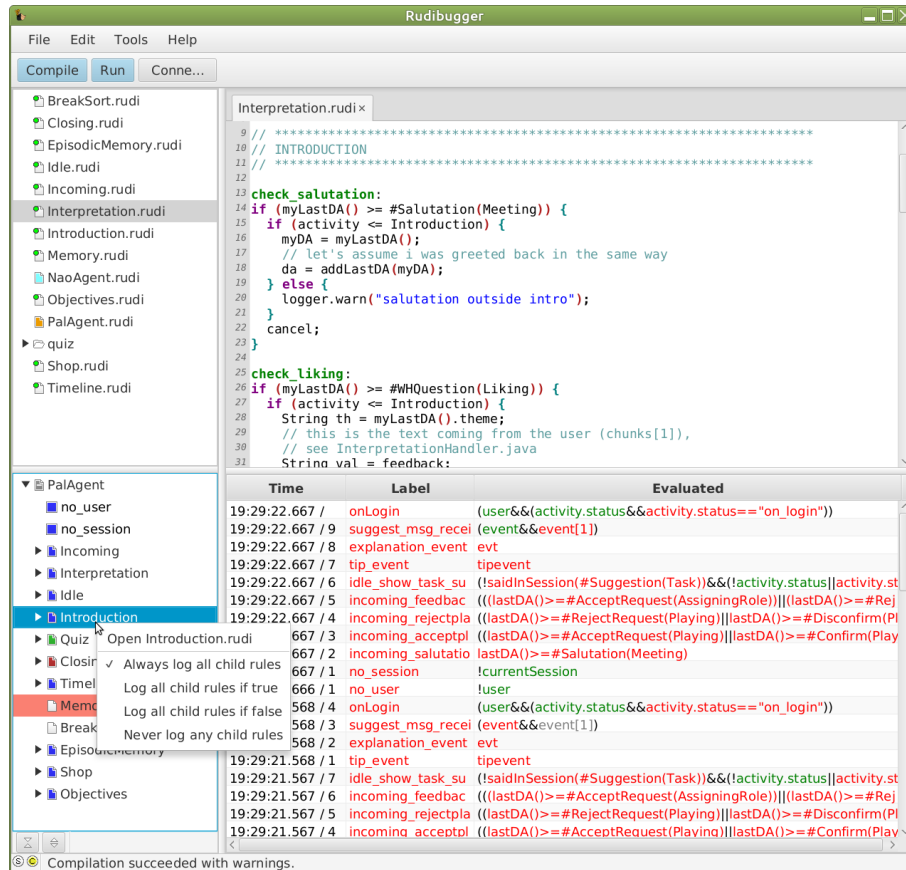 Rudibugger
File Edit Tools Help
Compile Run Conne...
BreakSort.rudi
Closing.rudi
EpisodicMemory.rudi
Idle.rudi
Incoming.rudi
Interpretation.rudi
Introduction.rudi
Memory.rudi
NaoAgent.rudi
Objectives.rudi
PalAgent.rudi
quiz
Shop.rudi
Timeline.rudi
Interpretation.rudi×
9 // **********************************************************************
10 // INTRODUCTION
11 // **********************************************************************
12
13 check_salutation:
14 if (myLastDA() >= #Salutation(Meeting)) {
15 if (activity <= Introduction) {
16 myDA = myLastDA();
17 // let's assume i was greeted back in the same way
18 da = addLastDA(myDA);
19 } else {
20 logger.warn("salutation outside intro");
21 }
22 cancel;
23 }
24
25 check_liking:
26 if (myLastDA() >= #WHQuestion(Liking)) {
27 if (activity <= Introduction) {
28 String th = myLastDA().theme;
29 // this is the text coming from the user (chunks[1]),
30 // see InterpretationHandler.java
31 String val = feedback;
PalAgent
no_user
no_session
Incoming
Interpretation
Idle
Introduction
Quiz
Closin
Timel
Memo
Break
EpisodicMemory
Shop
Objectives
Open Introduction.rudi
✓ Always log all child rules
Log all child rules if true
Log all child rules if false
Never log any child rules
Time Label Evaluated
19:29:22.667 / onLogin (user&&(activity.status&&activity.status=="on_login"))
19:29:22.667 / 9 suggest_msg_recei (event&&event[1])
19:29:22.667 / 8 explanation_event evt
19:29:22.667 / 7 tip_event tipevent
19:29:22.667 / 6 idle_show_task_su (!saidInSession(#Suggestion(Task))&&(!activity.status||activity.st
19:29:22.667 / 5 incoming_feedbac (((lastDA()>=#AcceptRequest(AssigningRole))||(lastDA()>=#Rej
19:29:22.667 / 4 incoming_rejectpla ((lastDA()>=#RejectRequest(Playing)||lastDA()>=#Disconfirm(Pl
.667 / 3 incoming_acceptpl ((lastDA()>=#AcceptRequest(Playing)||lastDA()>=#Confirm(Play
.667 / 2 incoming_salutatio lastDA()>=#Salutation(Meeting)
.667 / 1 no_session !currentSession
.666 / 1 no_user !user
.568 / 4 onLogin (user&&(activity.status&&activity.status=="on_login"))
.568 / 3 suggest_msg_recei (event&&event[1])
.568 / 2 explanation_event evt
19:29:21.568 / 1 tip_event tipevent
19:29:21.567 / 7 idle_show_task_su (!saidInSession(#Suggestion(Task))&&(!activity.status||activity.st
19:29:21.567 / 6 incoming_feedbac (((lastDA()>=#AcceptRequest(AssigningRole))||(lastDA()>=#Rej
19:29:21.567 / 5 incoming_rejectpla ((lastDA()>=#RejectRequest(Playing)||lastDA()>=#Disconfirm(Pl
19:29:21.567 / 4 incoming_acceptpl ((lastDA()>=#AcceptRequest(Playing)||lastDA()>=#Confirm(Play
S C Compilation succeeded with warnings.